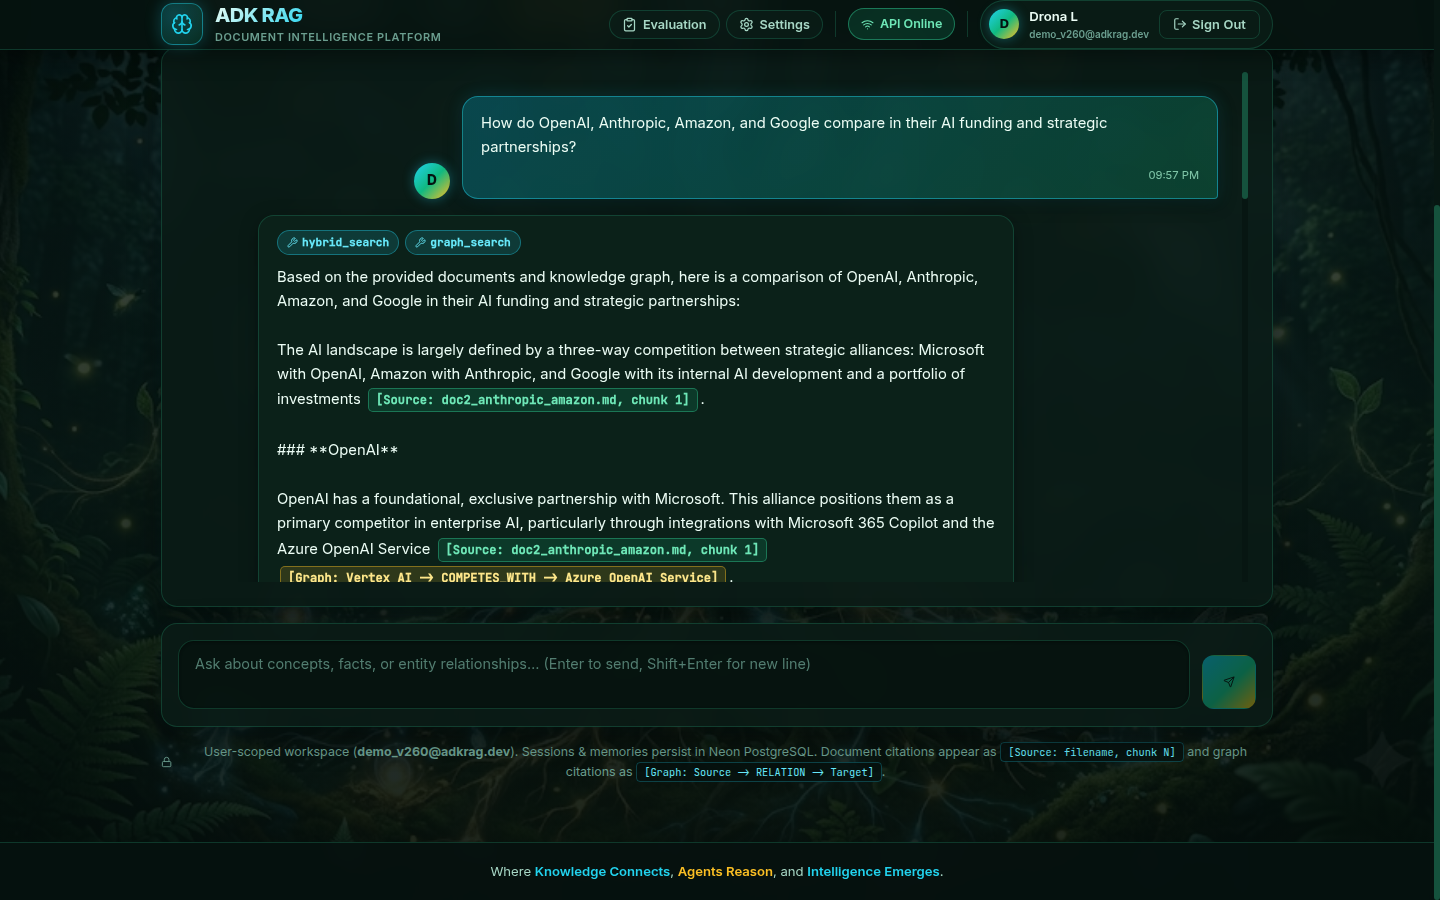 ADK RAG
DOCUMENT INTELLIGENCE PLATFORM
Evaluation
Settings
API Online
D
Drona L
demo_v260@adkrag.dev
Sign Out
How do OpenAI, Anthropic, Amazon, and Google compare in their AI funding and strategic
partnerships?
09:57 PM
D
hybrid_search
graph_search
Based on the provided documents and knowledge graph, here is a comparison of OpenAI, Anthropic,
Amazon, and Google in their AI funding and strategic partnerships:
The AI landscape is largely defined by a three-way competition between strategic alliances: Microsoft
with OpenAI, Amazon with Anthropic, and Google with its internal AI development and a portfolio of
investments [Source: doc2_anthropic_amazon.md, chunk 1] .
### **OpenAI**
OpenAI has a foundational, exclusive partnership with Microsoft. This alliance positions them as a
primary competitor in enterprise AI, particularly through integrations with Microsoft 365 Copilot and the
Azure OpenAI Service [Source: doc2_anthropic_amazon.md, chunk 1]
[Graph: Vertex AI → COMPETES_WITH → Azure OpenAI Service] .
Ask about concepts, facts, or entity relationships... (Enter to send, Shift+Enter for new line)
User-scoped workspace (demo_v260@adkrag.dev). Sessions & memories persist in Neon PostgreSQL. Document citations appear as [Source: filename, chunk N] and graph
citations as [Graph: Source → RELATION → Target].
Where Knowledge Connects, Agents Reason, and Intelligence Emerges.